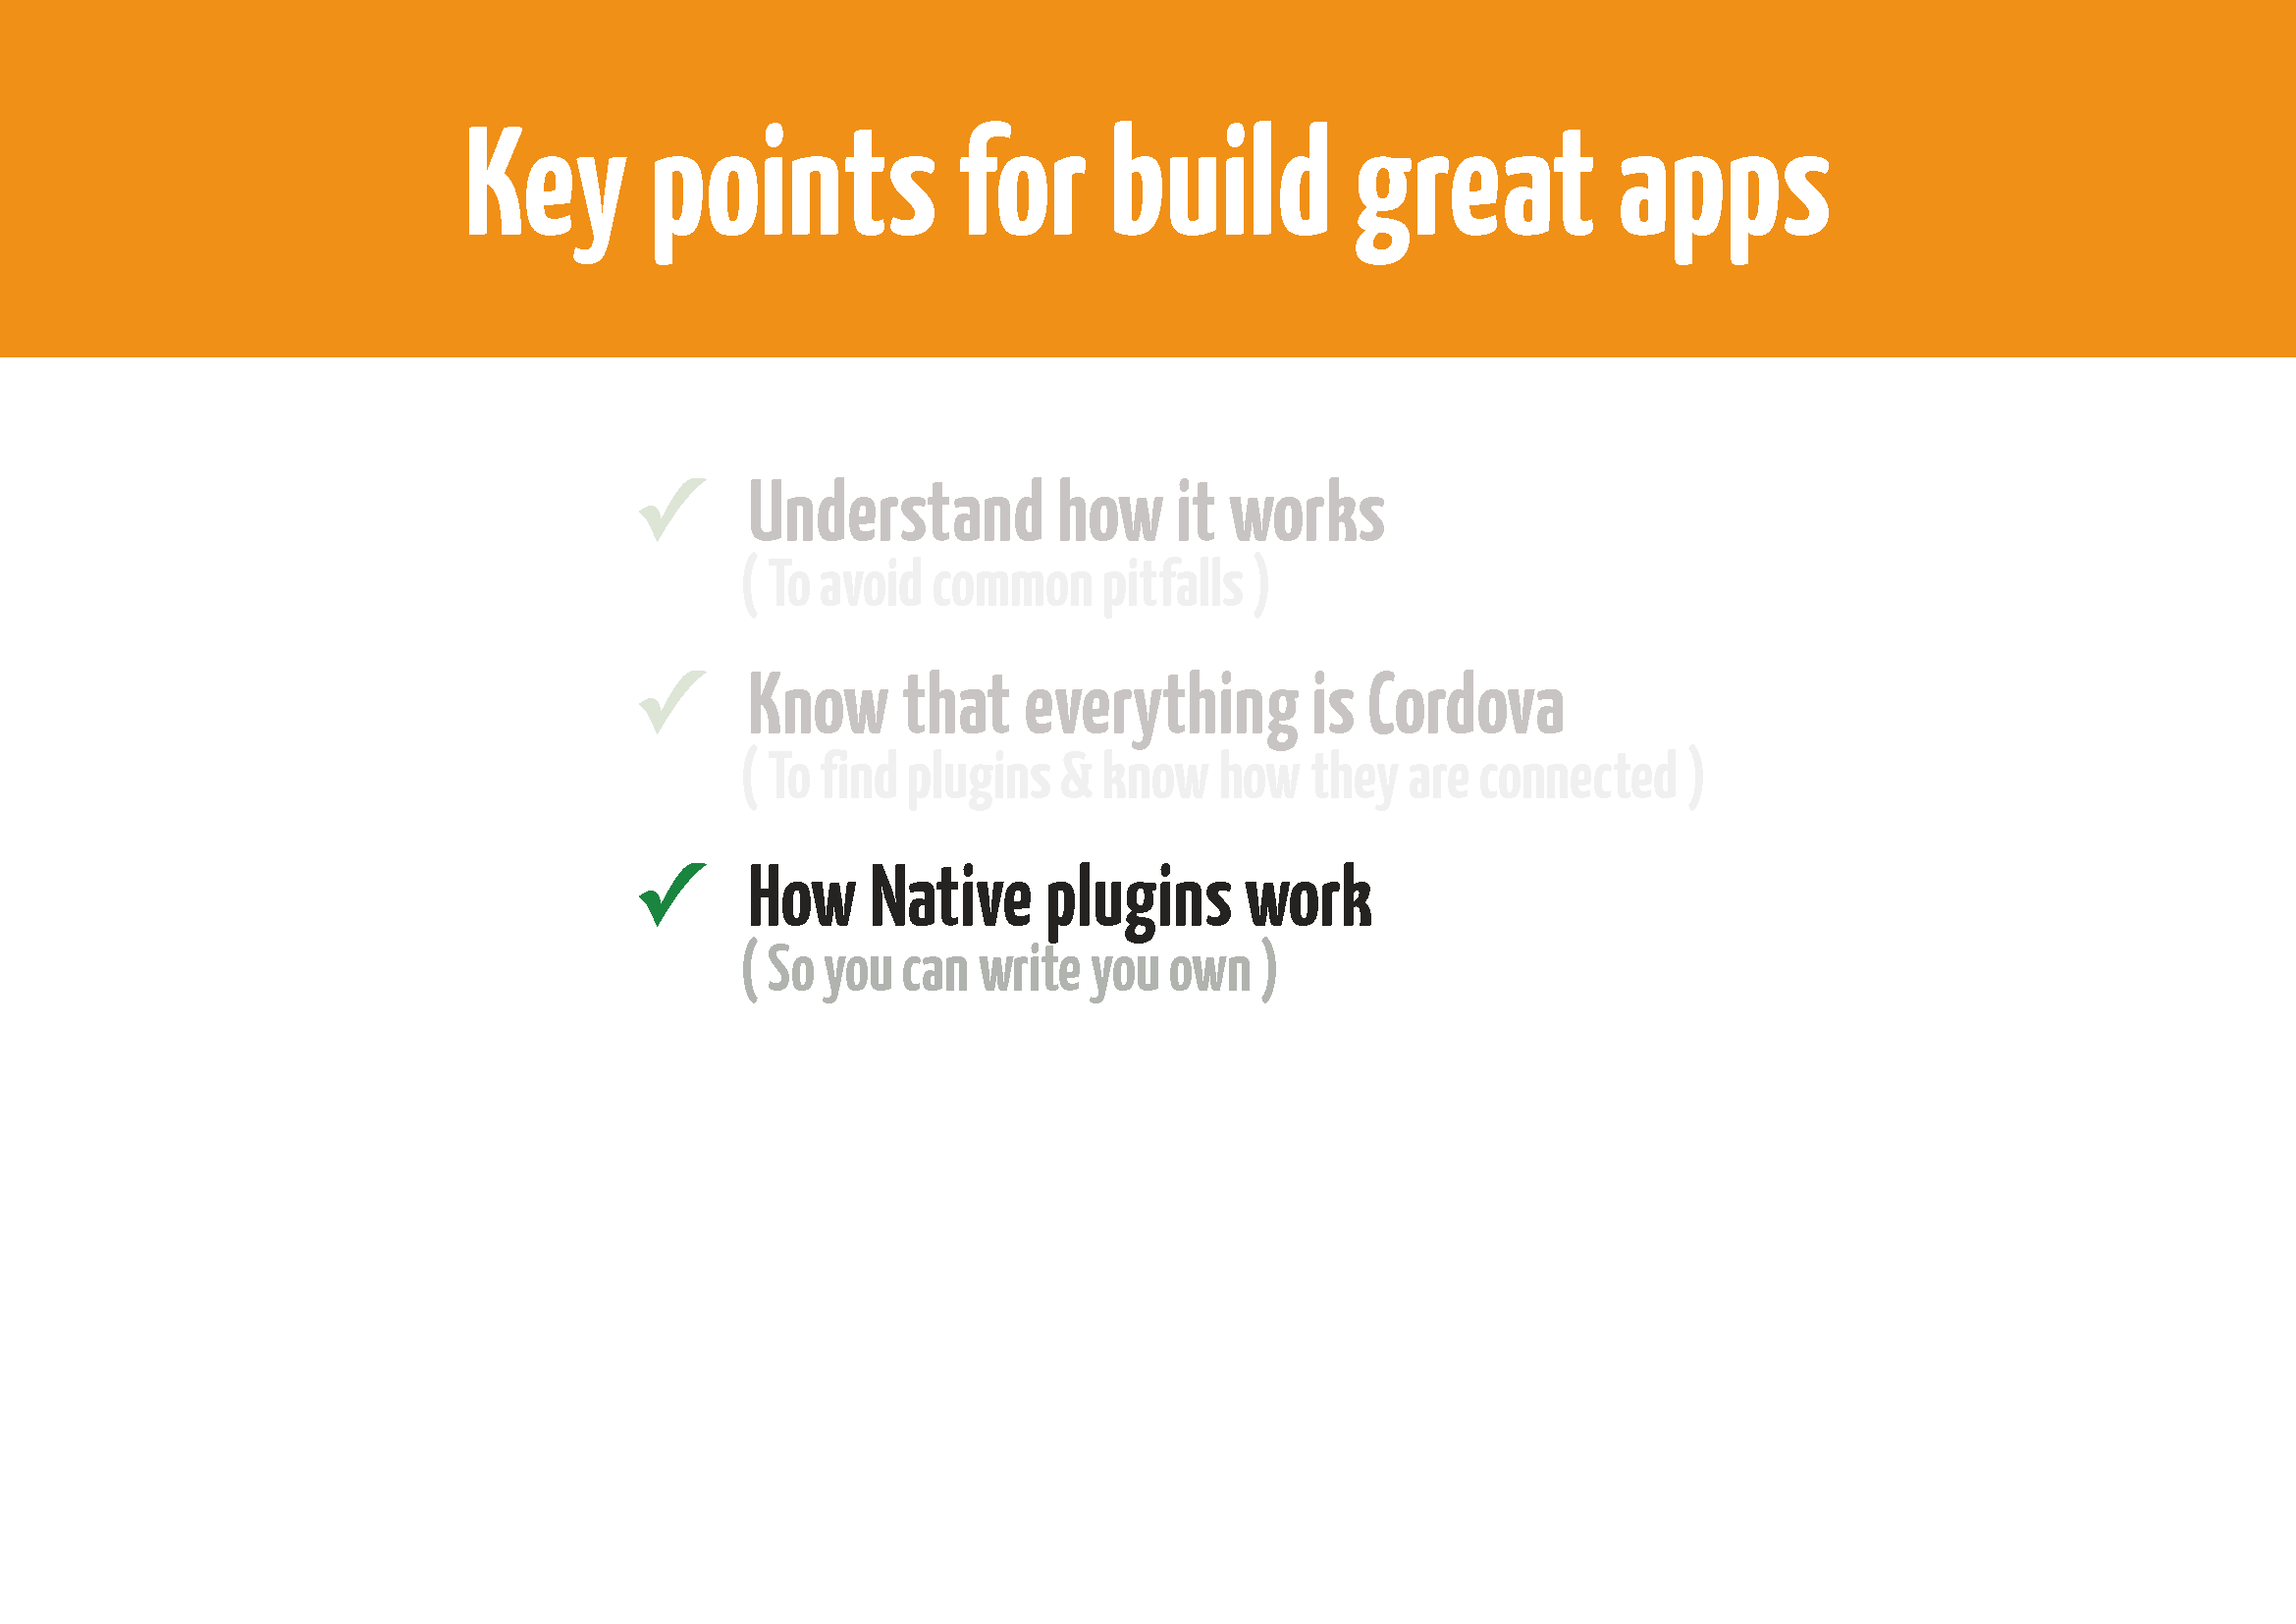 Key points for build great apps
Understand how it works
( To avoid common pitfalls )
Know that everything is Cordova
( To find plugins & know how they are connected )
How Native plugins work
( So you can write you own )